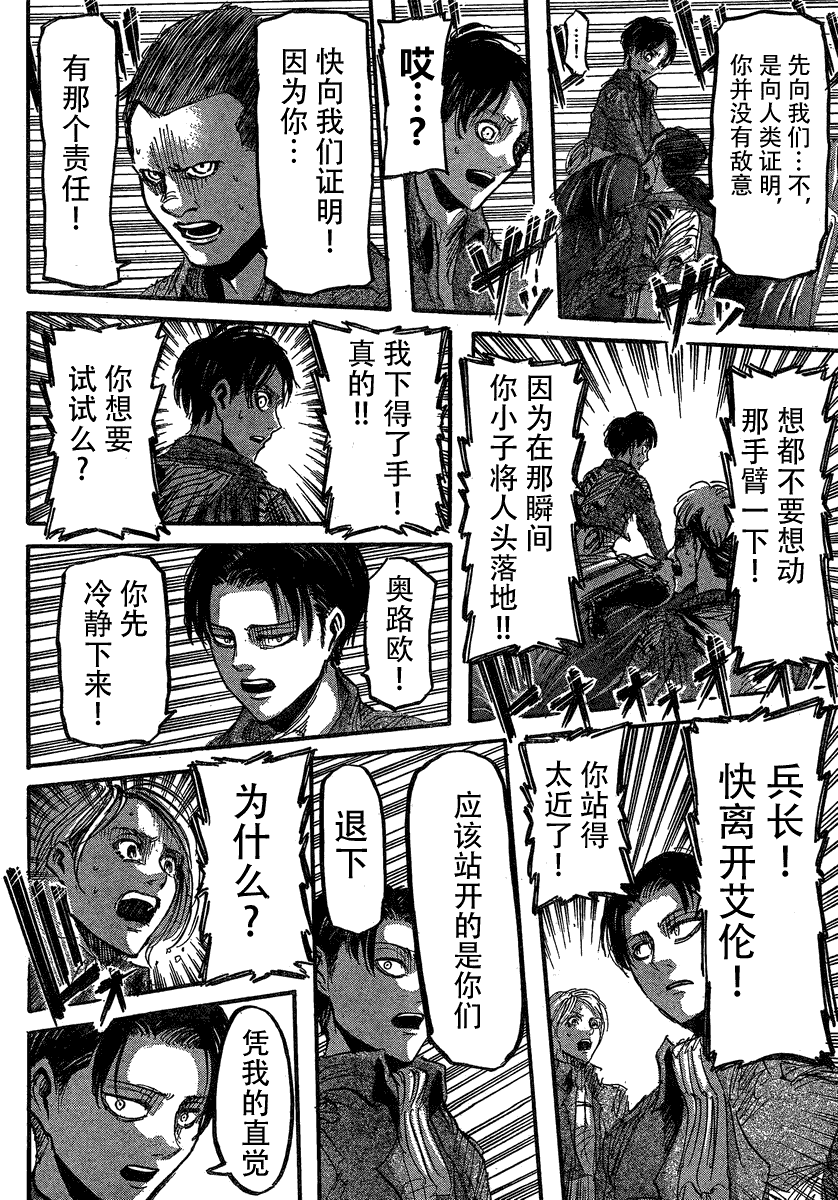 先向我们…不,
是向人类证明,
你并没有敌意
……
哎…?
快向我们证明!
因为你…
有那个责任!
想都不要想动
那手臂一下!
因为在那瞬间
你小子将人头落地!!
我下得了手!
真的!!
你想要
试试么?
奥路欧!
你先
冷静下来!
兵长!
快离开艾伦!
你站得
太近了!
应该站开的是你们
退下
为什么?
凭我的直觉